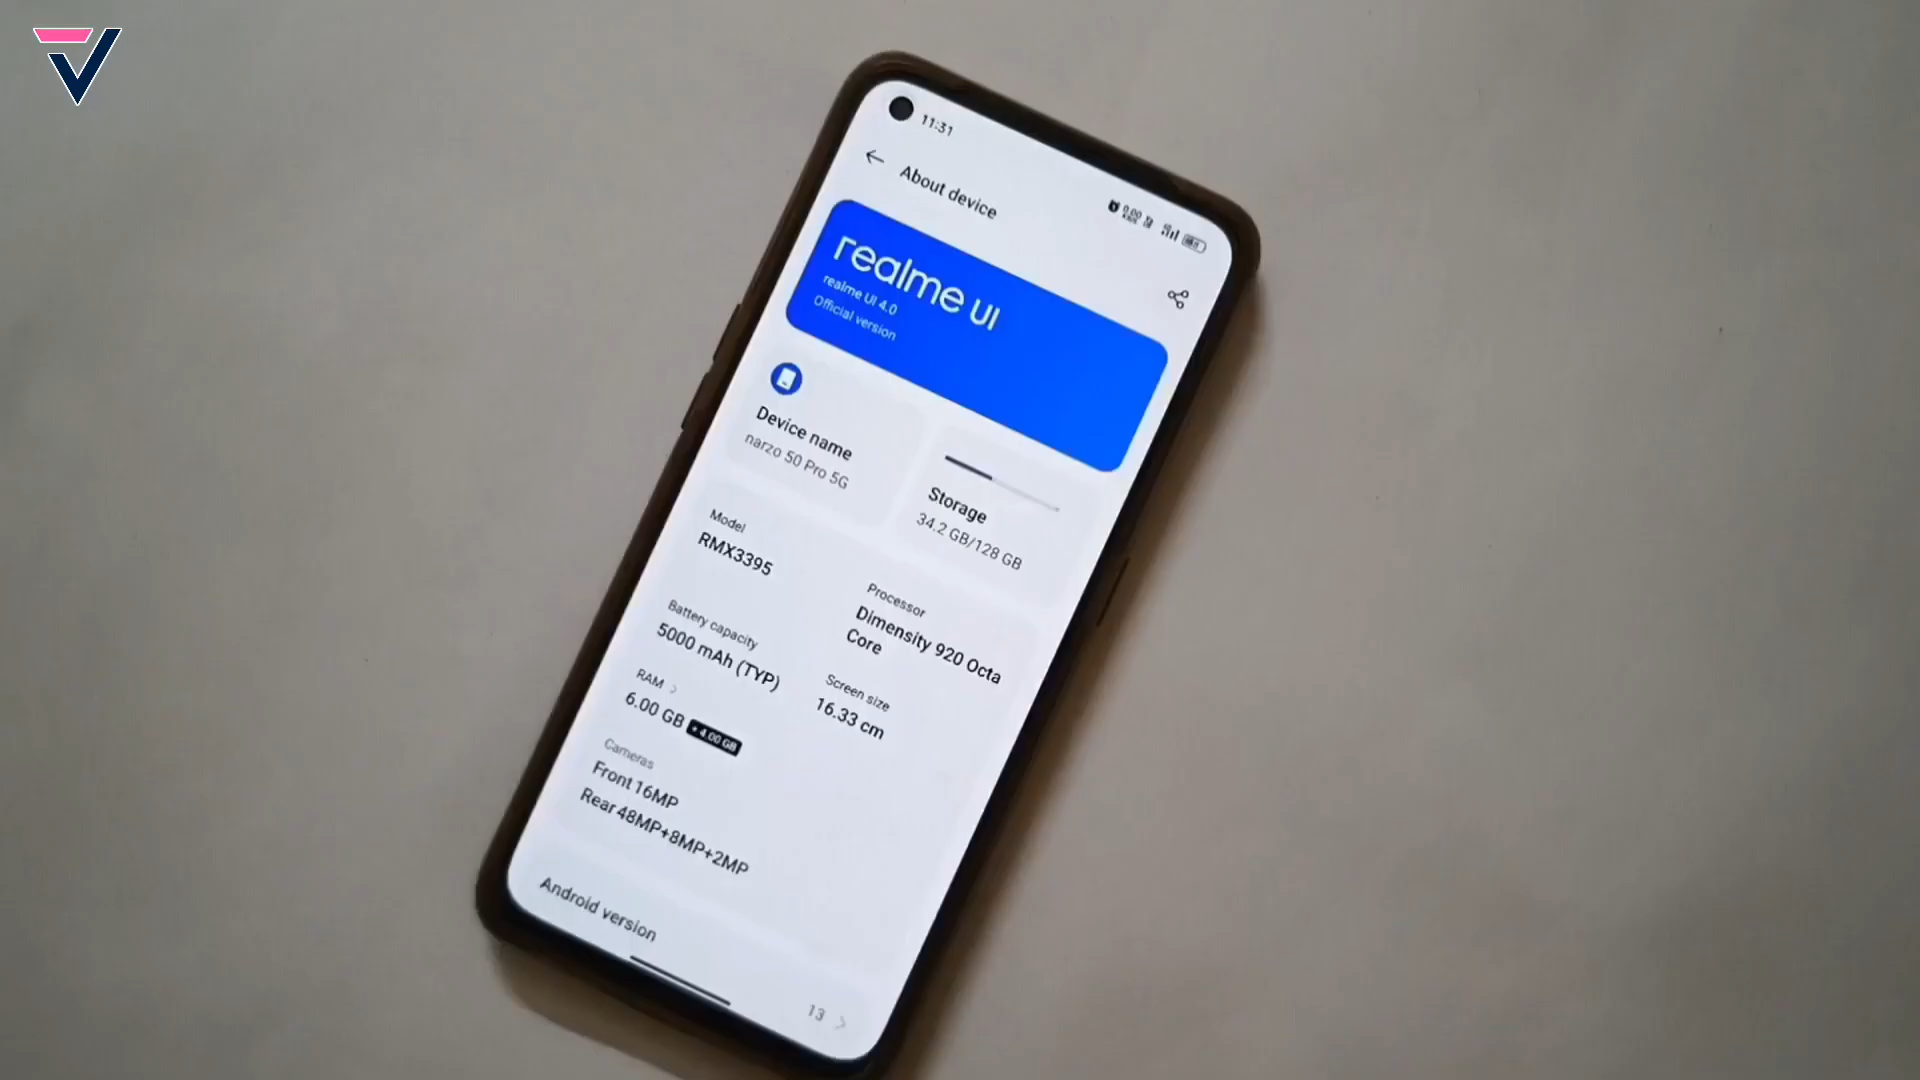 11:31
0.00
About device
realme UI
realme UI 4.0
Official version
Device name
narzo 50 Pro 5G
Storage
34.2 GB/128 GB
Model
RMX3395
Processor
Dimensity 920 Octa
Core
Battery capacity
5000 mAh (TYP)
Screen size
16.33 cm
RAM
6.00 GB + 4.00 GB
Cameras
Front 16MP
Rear 48MP+8MP+2MP
Android version
13